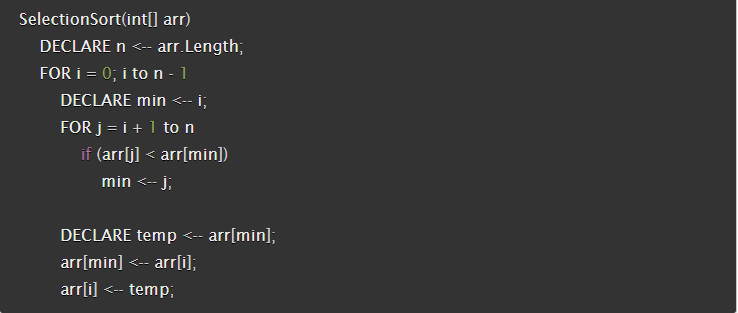 SelectionSort(int[] arr)
DECLARE n <-- arr.Length;
FOR i = 0; i to n - 1
DECLARE min <-- i;
FOR j = i + 1 to n
if (arr[j] < arr[min])
min <-- j;
DECLARE temp <-- arr[min];
arr[min] <-- arr[i];
arr[i] <-- temp;